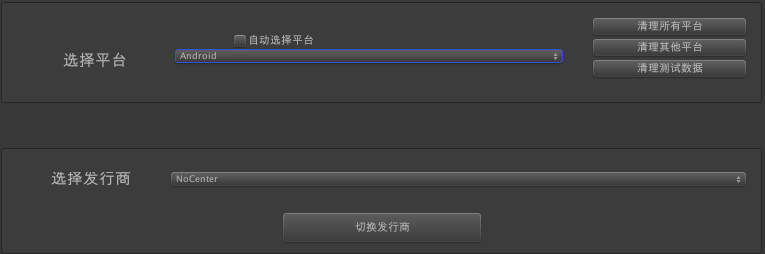 自动选择平台
选择平台
Android
清理所有平台
清理其他平台
清理测试数据
选择发行商
NoCenter
切换发行商